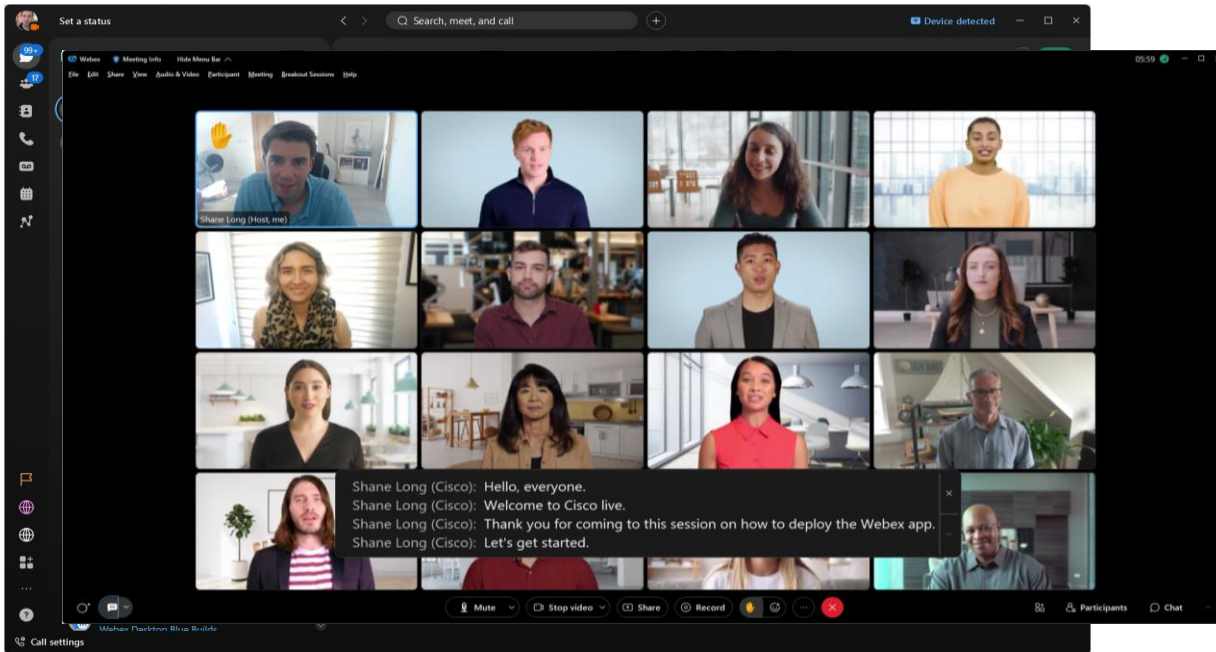 Set a status
Search, meet, and call
Device detected
99+
17
Webex Meeting Info Hide Menu Bar
05:59
File Edit Share View Audio & Video Participant Meeting Breakout Sessions Help
Shane Long (Host, me)
Shane Long (Cisco): Hello, everyone.
Shane Long (Cisco): Welcome to Cisco live.
Shane Long (Cisco): Thank you for coming to this session on how to deploy the Webex app.
Shane Long (Cisco): Let's get started.
Mute Stop video Share Record
Participants Chat
Webex Desktop Blue Builds
Call settings